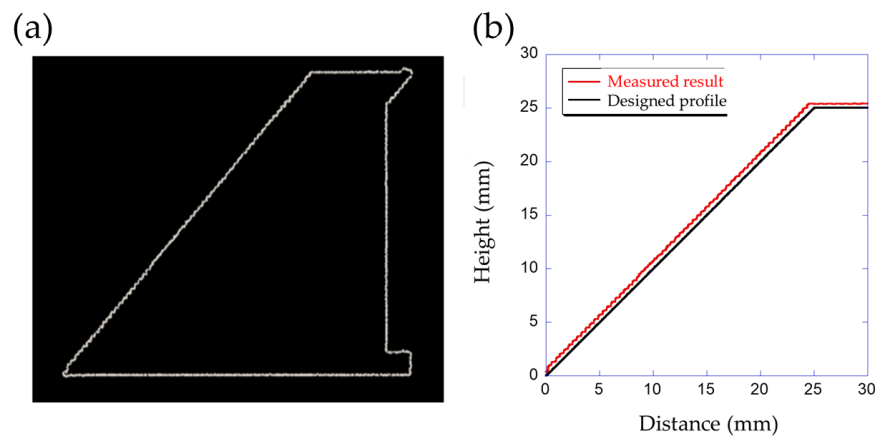 (a)
(b)
30
25
20
15
10
5
0
Measured result
Designed profile
Height (mm)
0 5 10 15 20 25 30
Distance (mm)